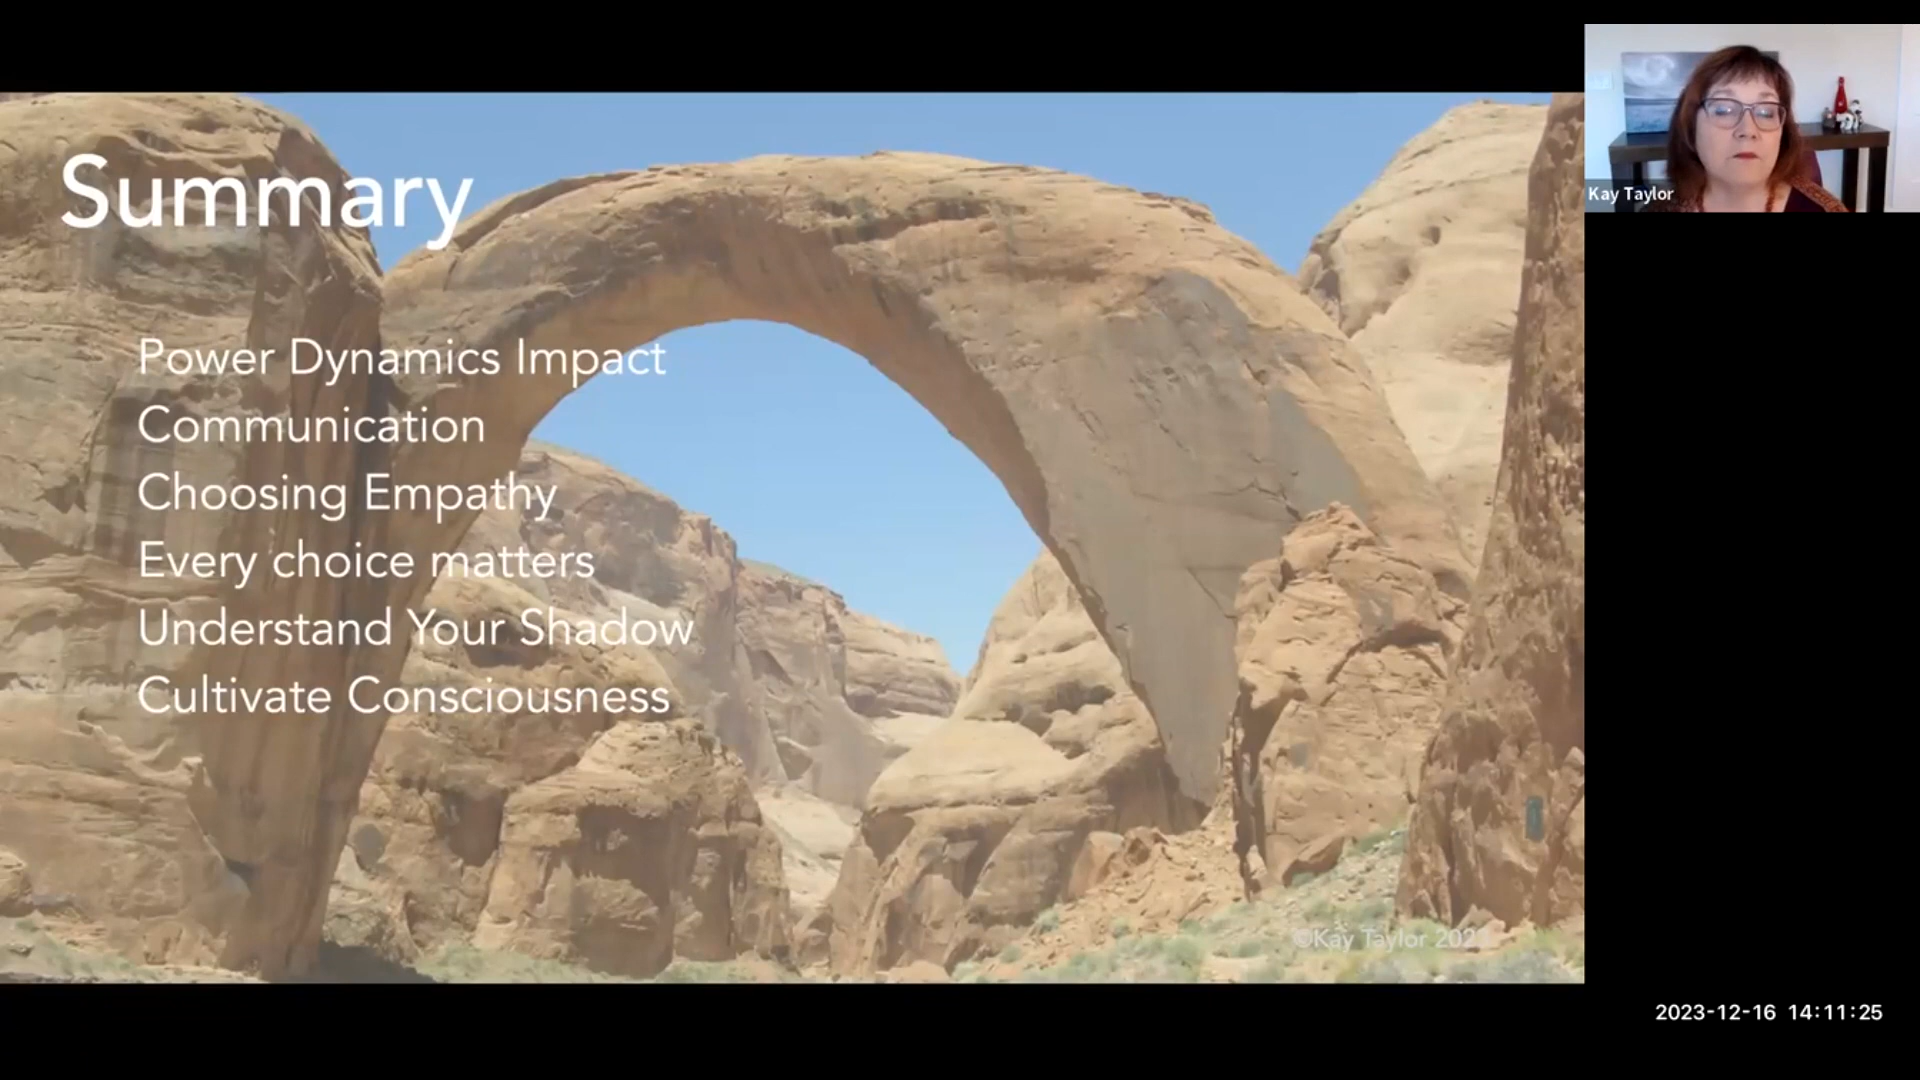 Summary
Power Dynamics Impact
Communication
Choosing Empathy
Every choice matters
Understand Your Shadow
Cultivate Consciousness
©Kay Taylor
Kay Taylor
2023-12-16 14:11:25